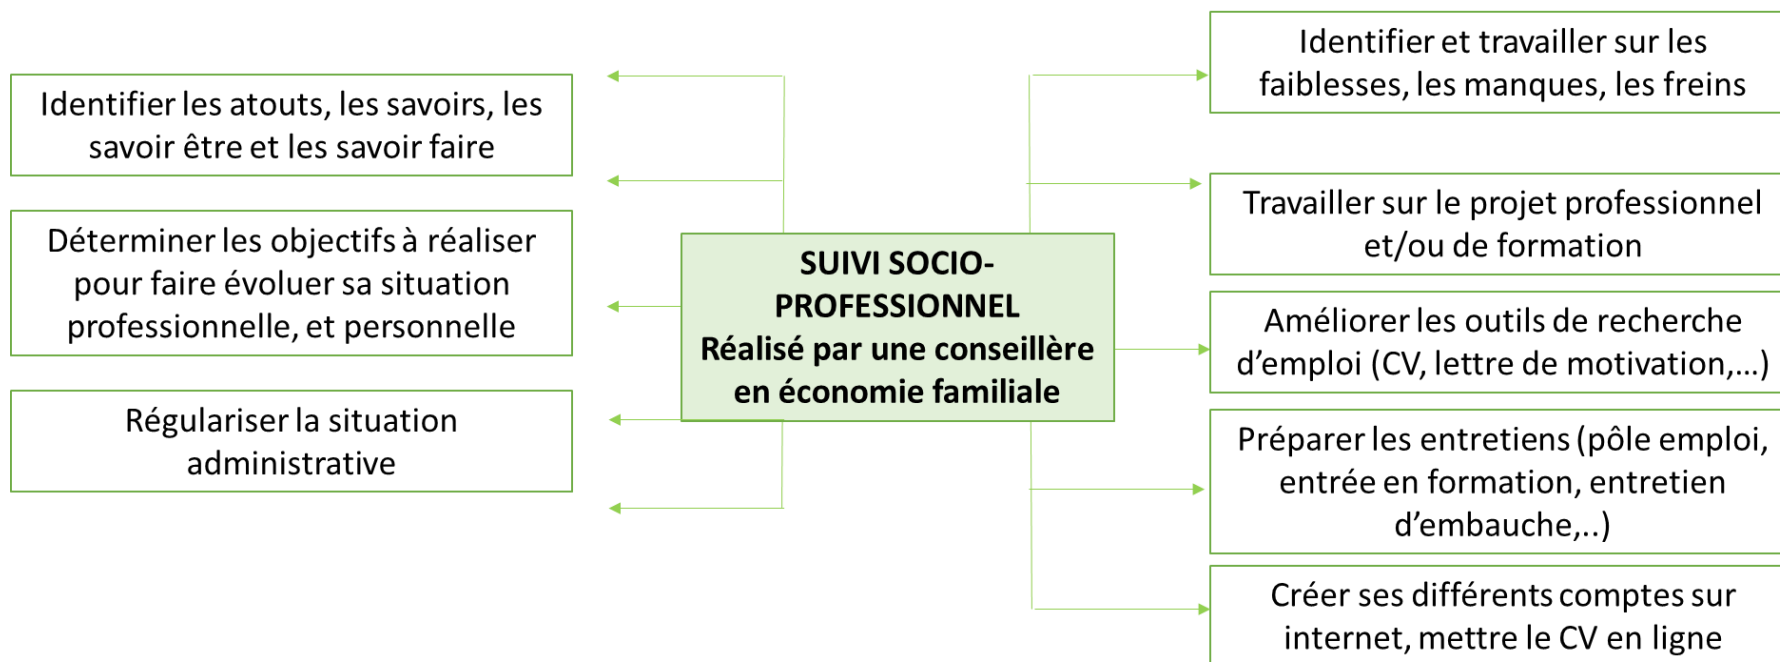 Identifier les atouts, les savoirs, les
savoir être et les savoir faire
Déterminer les objectifs à réaliser
pour faire évoluer sa situation
professionnelle, et personnelle
Régulariser la situation
administrative
SUIVI SOCIO-
PROFESSIONNEL
Réalisé par une conseillère
en économie familiale
Identifier et travailler sur les
faiblesses, les manques, les freins
Travailler sur le projet professionnel
et/ou de formation
Améliorer les outils de recherche
d’emploi (CV, lettre de motivation,…)
Préparer les entretiens (pôle emploi,
entrée en formation, entretien
d’embauche,..)
Créer ses différents comptes sur
internet, mettre le CV en ligne